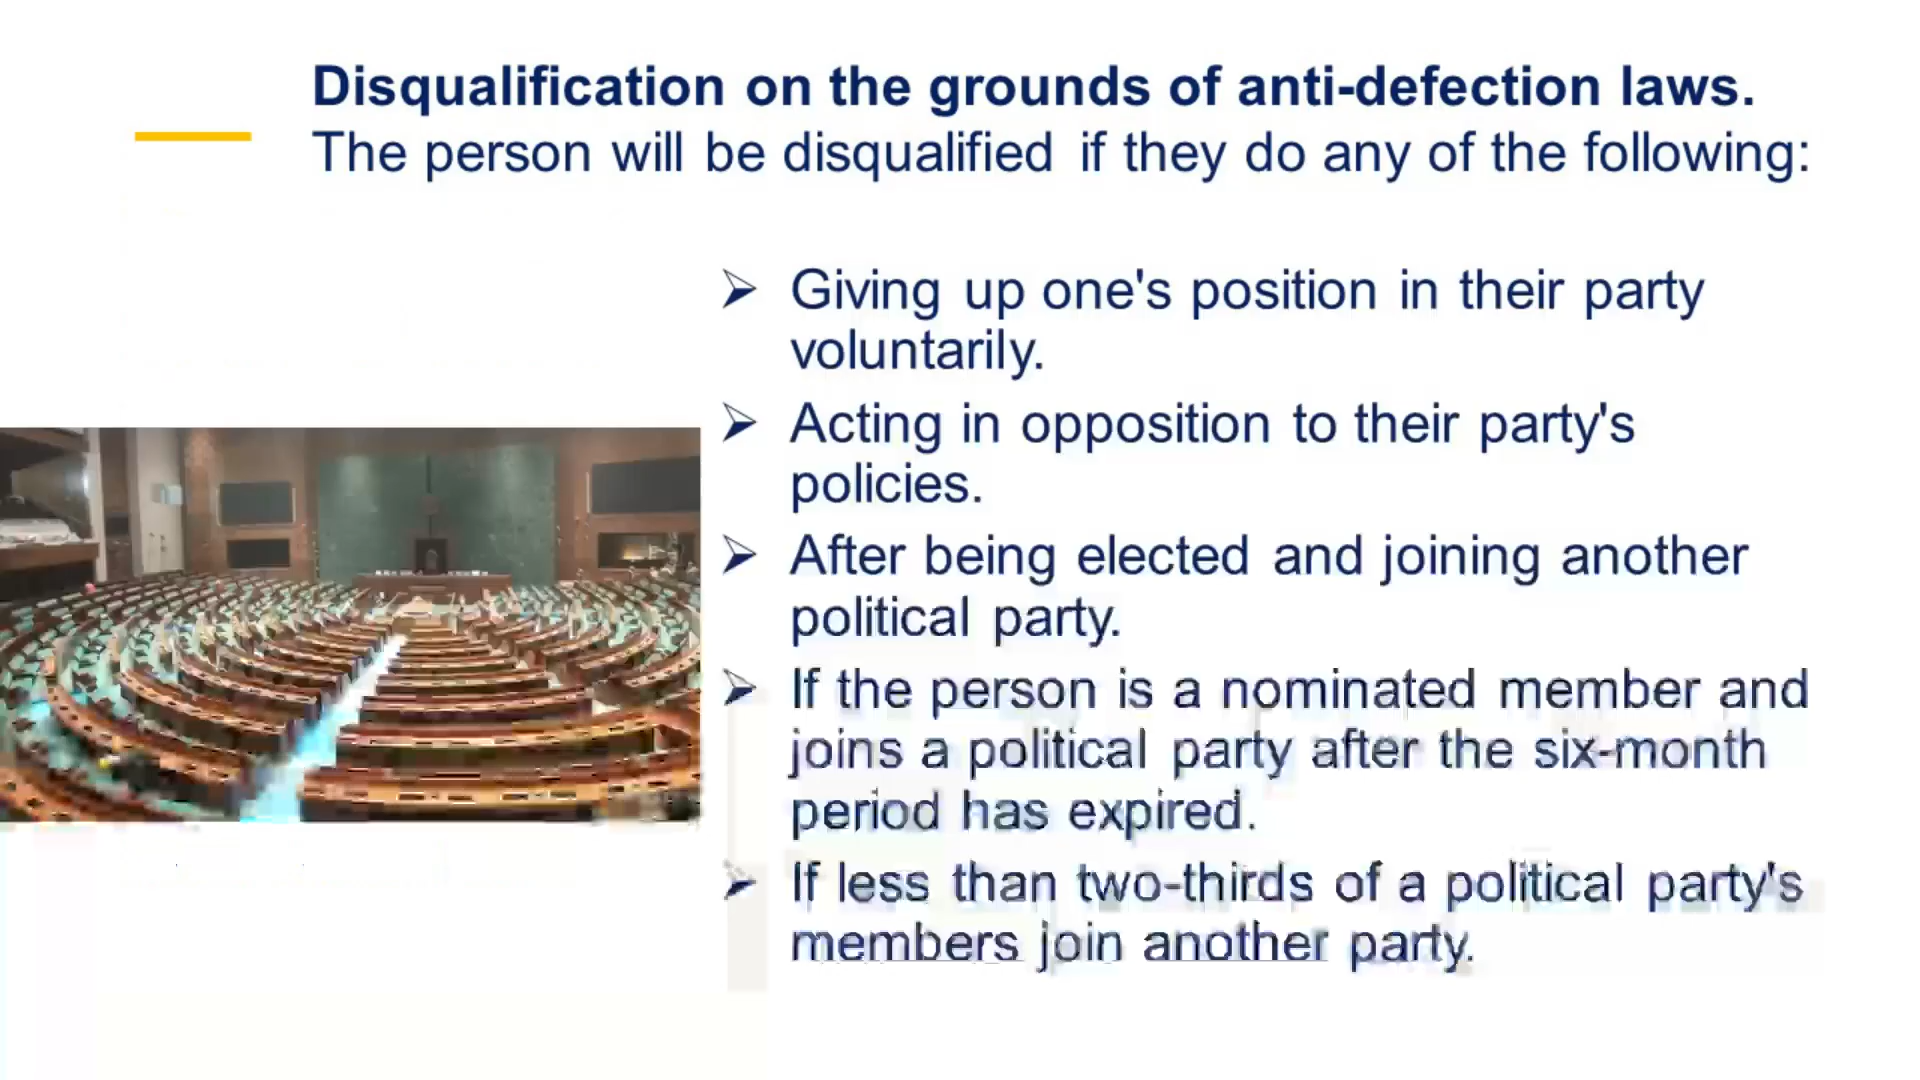 Disqualification on the grounds of anti-defection laws.
The person will be disqualified if they do any of the following:
Giving up one's position in their party
voluntarily.
Acting in opposition to their party's
policies.
After being elected and joining another
political party.
If the person is a nominated member and
joins a political party after the six-month
period has expired.
If less than two-thirds of a political party's
members join another party.